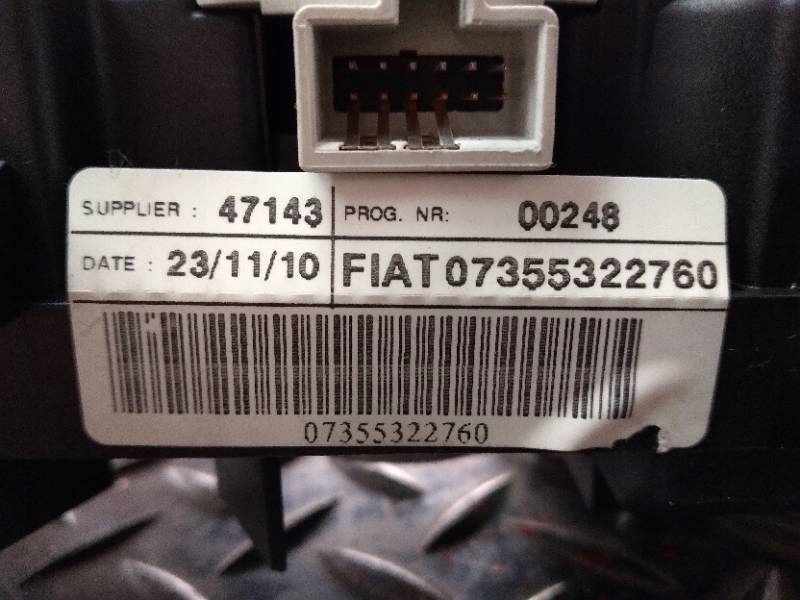 SUPPLIER : 47143 PROG. NR: 00248
DATE : 23/11/10 FIAT 07355322760
07355322760